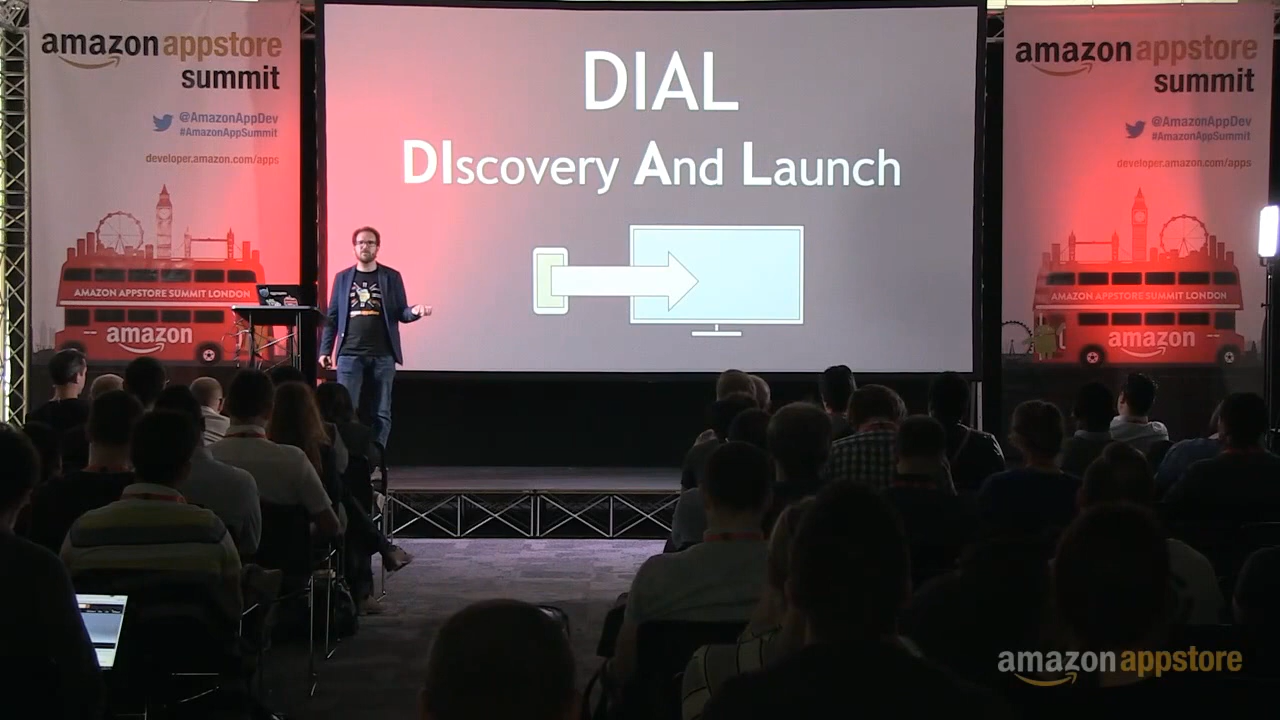 amazon appstore
summit
@AmazonAppDev
#AmazonAppSummit
developer.amazon.com/apps
AMAZON APPSTORE SUMMIT LONDON
amazon
DIAL
DIscovery And Launch
amazon appstore
summit
@AmazonAppDev
#AmazonAppSummit
developer.amazon.com/apps
AMAZON APPSTORE SUMMIT LONDON
amazon
amazon appstore